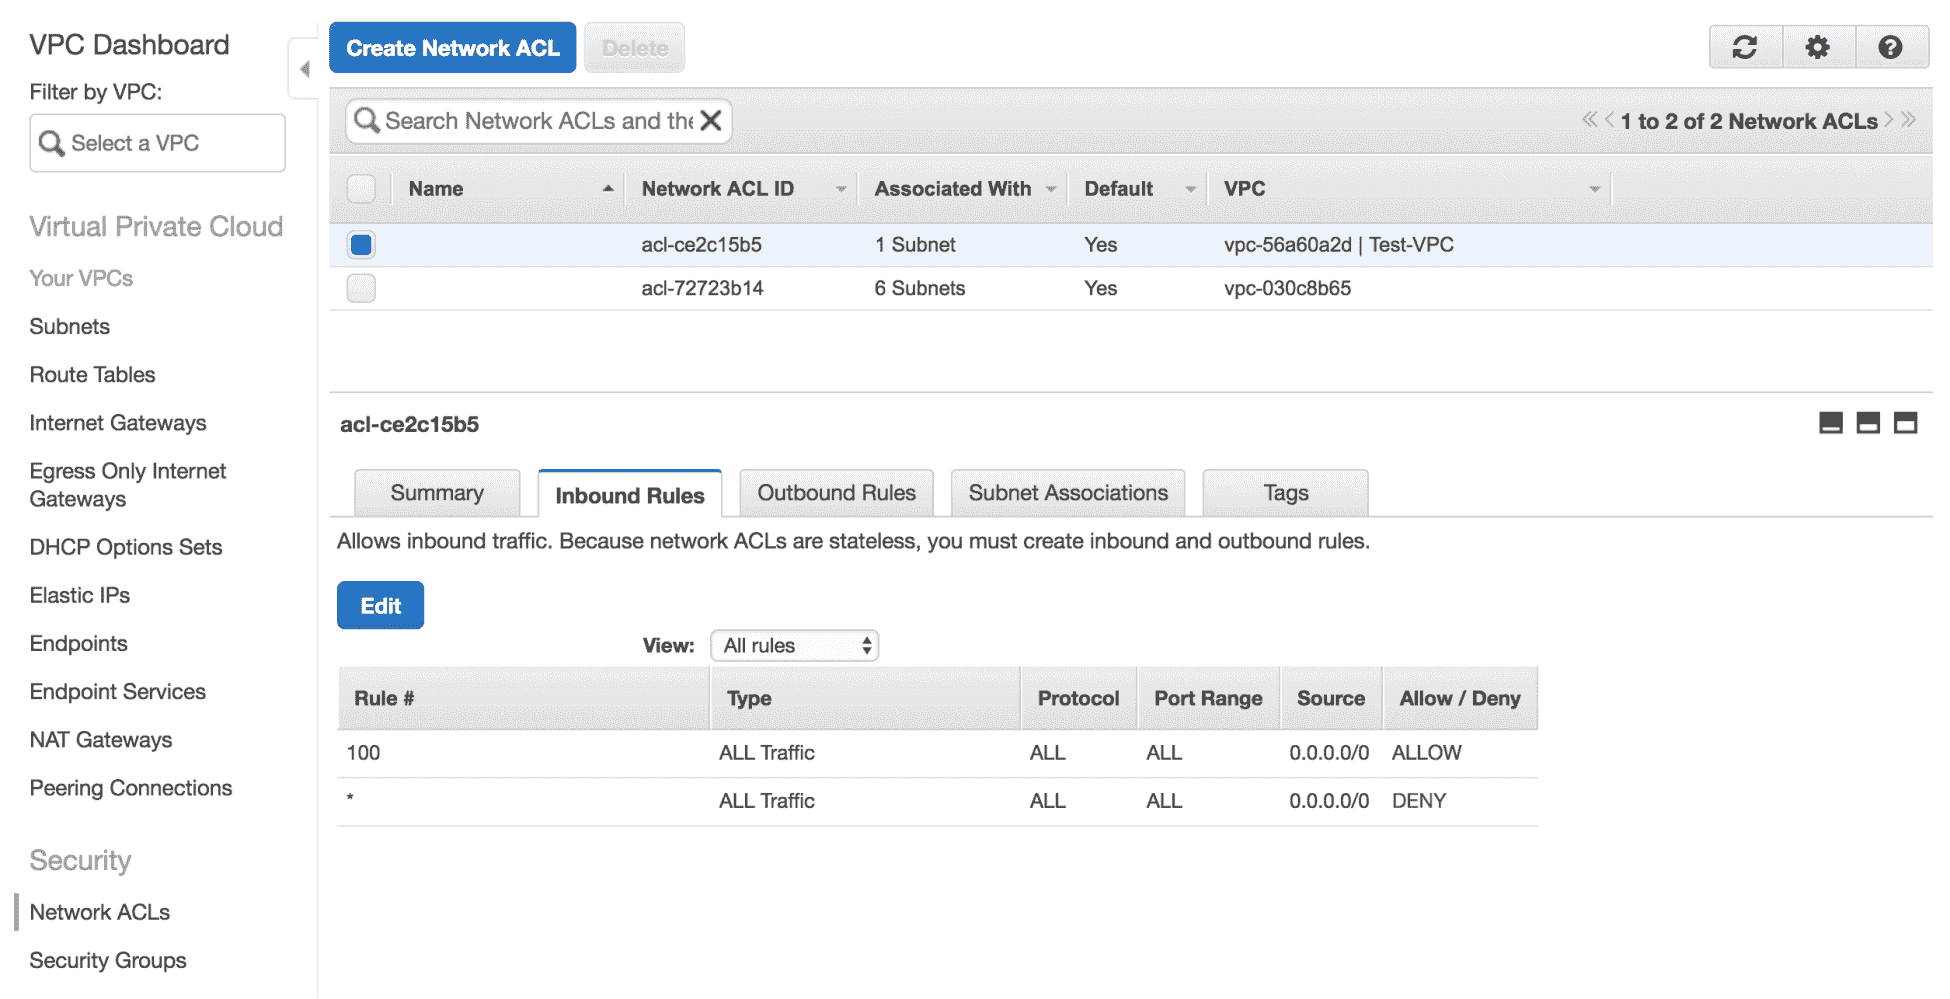 VPC Dashboard
Filter by VPC:
Select a VPC
Virtual Private Cloud
Your VPCs
Subnets
Route Tables
Internet Gateways
Egress Only Internet
Gateways
DHCP Options Sets
Elastic IPs
Endpoints
Endpoint Services
NAT Gateways
Peering Connections
Security
Network ACLs
Security Groups
Create Network ACL Delete
Search Network ACLs and the
1 to 2 of 2 Network ACLs
Name Network ACL ID Associated With Default VPC
acl-ce2c15b5 1 Subnet Yes vpc-56a60a2d | Test-VPC
acl-72723b14 6 Subnets Yes vpc-030c8b65
acl-ce2c15b5
Summary Inbound Rules Outbound Rules Subnet Associations Tags
Allows inbound traffic. Because network ACLs are stateless, you must create inbound and outbound rules.
Edit
View: All rules
Rule # Type Protocol Port Range Source Allow / Deny
100 ALL Traffic ALL ALL 0.0.0.0/0 ALLOW
* ALL Traffic ALL ALL 0.0.0.0/0 DENY